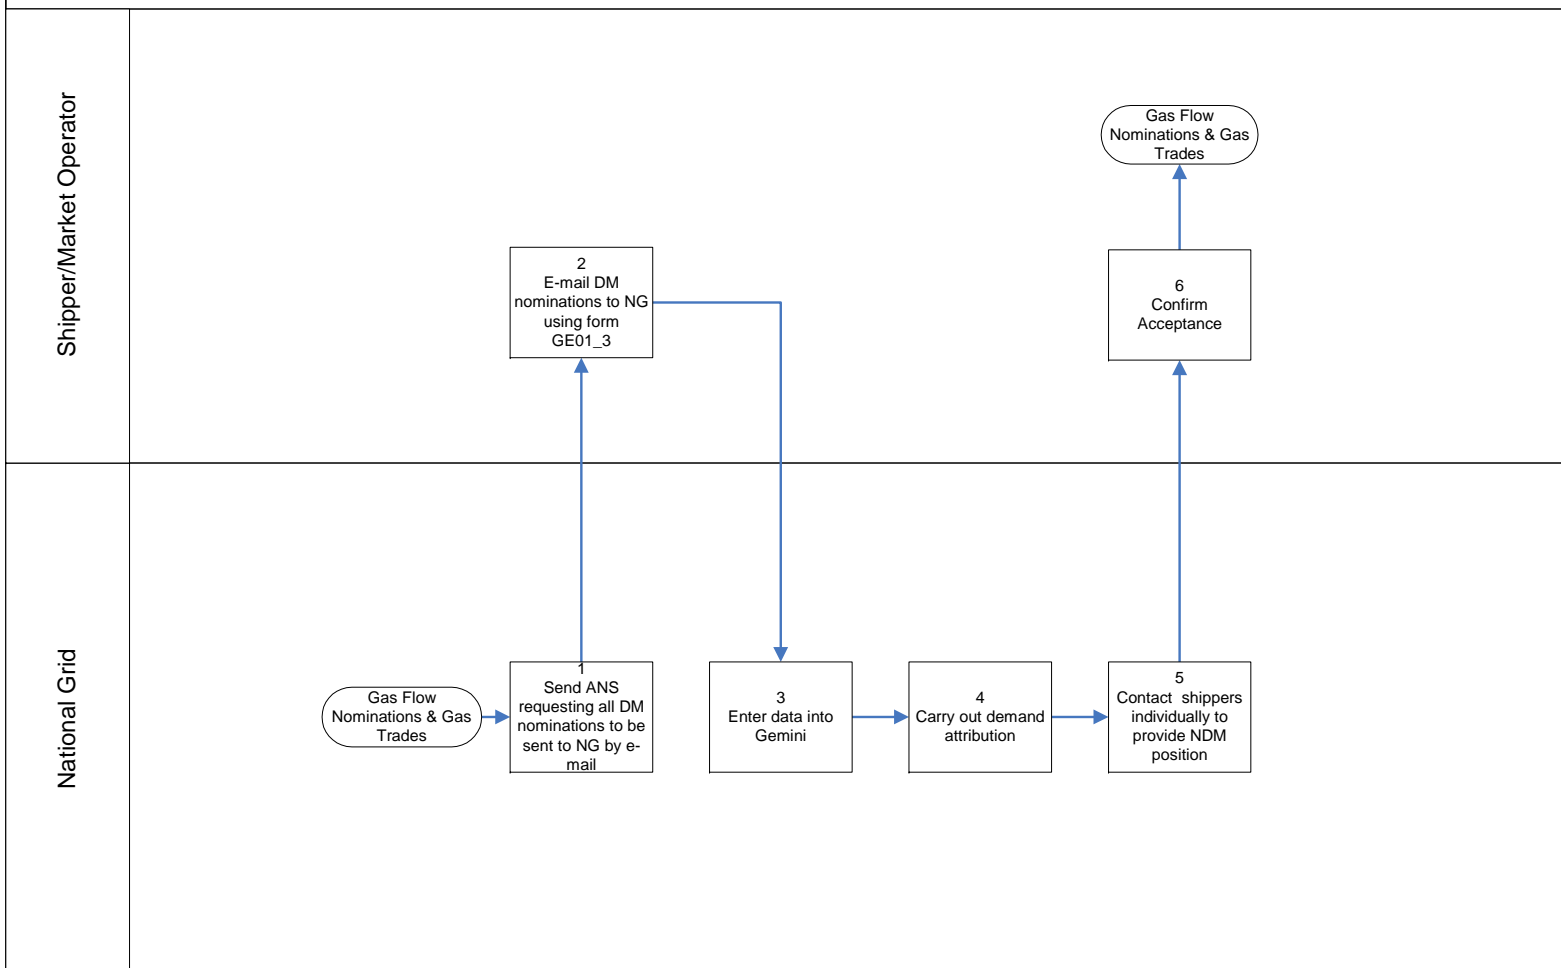 Shipper/Market Operator
Gas Flow
Nominations & Gas
Trades
2
E-mail DM
nominations to NG
using form
GE01_3
6
Confirm
Acceptance
National Grid
Gas Flow
Nominations & Gas
Trades
1
Send ANS
requesting all DM
nominations to be
sent to NG by e-
mail
3
Enter data into
Gemini
4
Carry out demand
attribution
5
Contact  shippers
individually to
provide NDM
position